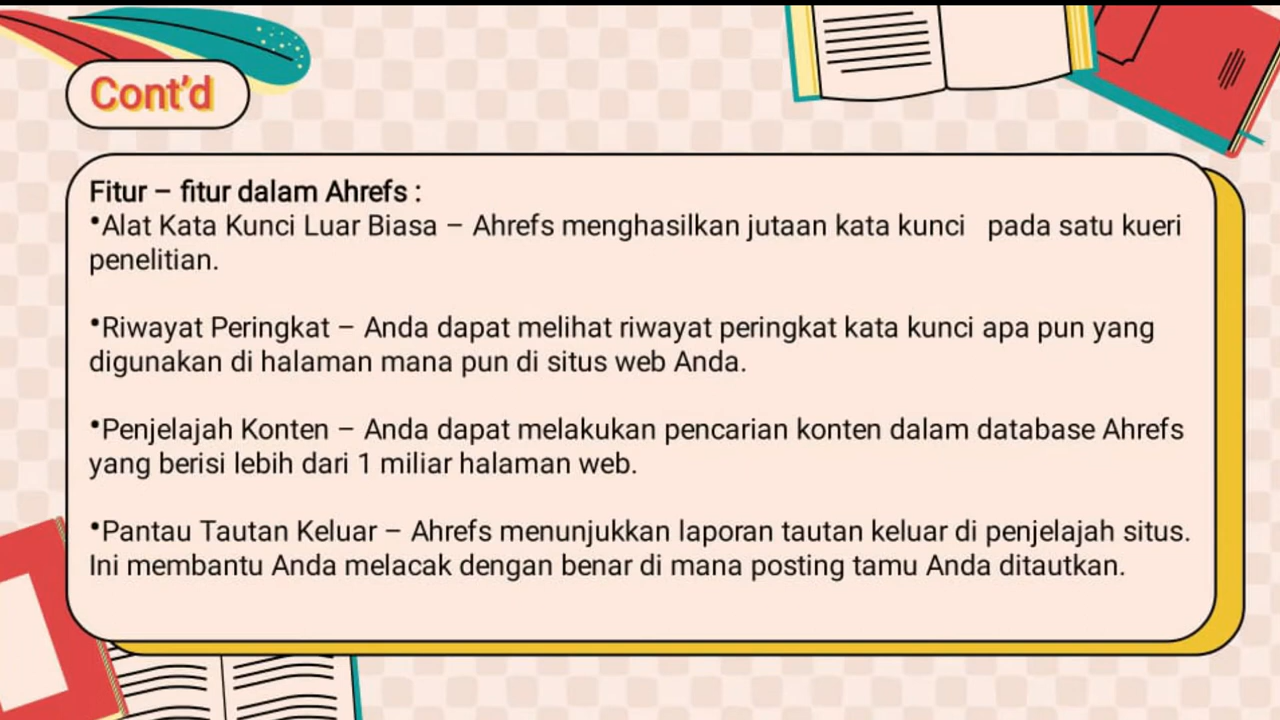 Cont’d
Fitur – fitur dalam Ahrefs :
•Alat Kata Kunci Luar Biasa – Ahrefs menghasilkan jutaan kata kunci   pada satu kueri
penelitian.
•Riwayat Peringkat – Anda dapat melihat riwayat peringkat kata kunci apa pun yang
digunakan di halaman mana pun di situs web Anda.
•Penjelajah Konten – Anda dapat melakukan pencarian konten dalam database Ahrefs
yang berisi lebih dari 1 miliar halaman web.
•Pantau Tautan Keluar – Ahrefs menunjukkan laporan tautan keluar di penjelajah situs.
Ini membantu Anda melacak dengan benar di mana posting tamu Anda ditautkan.